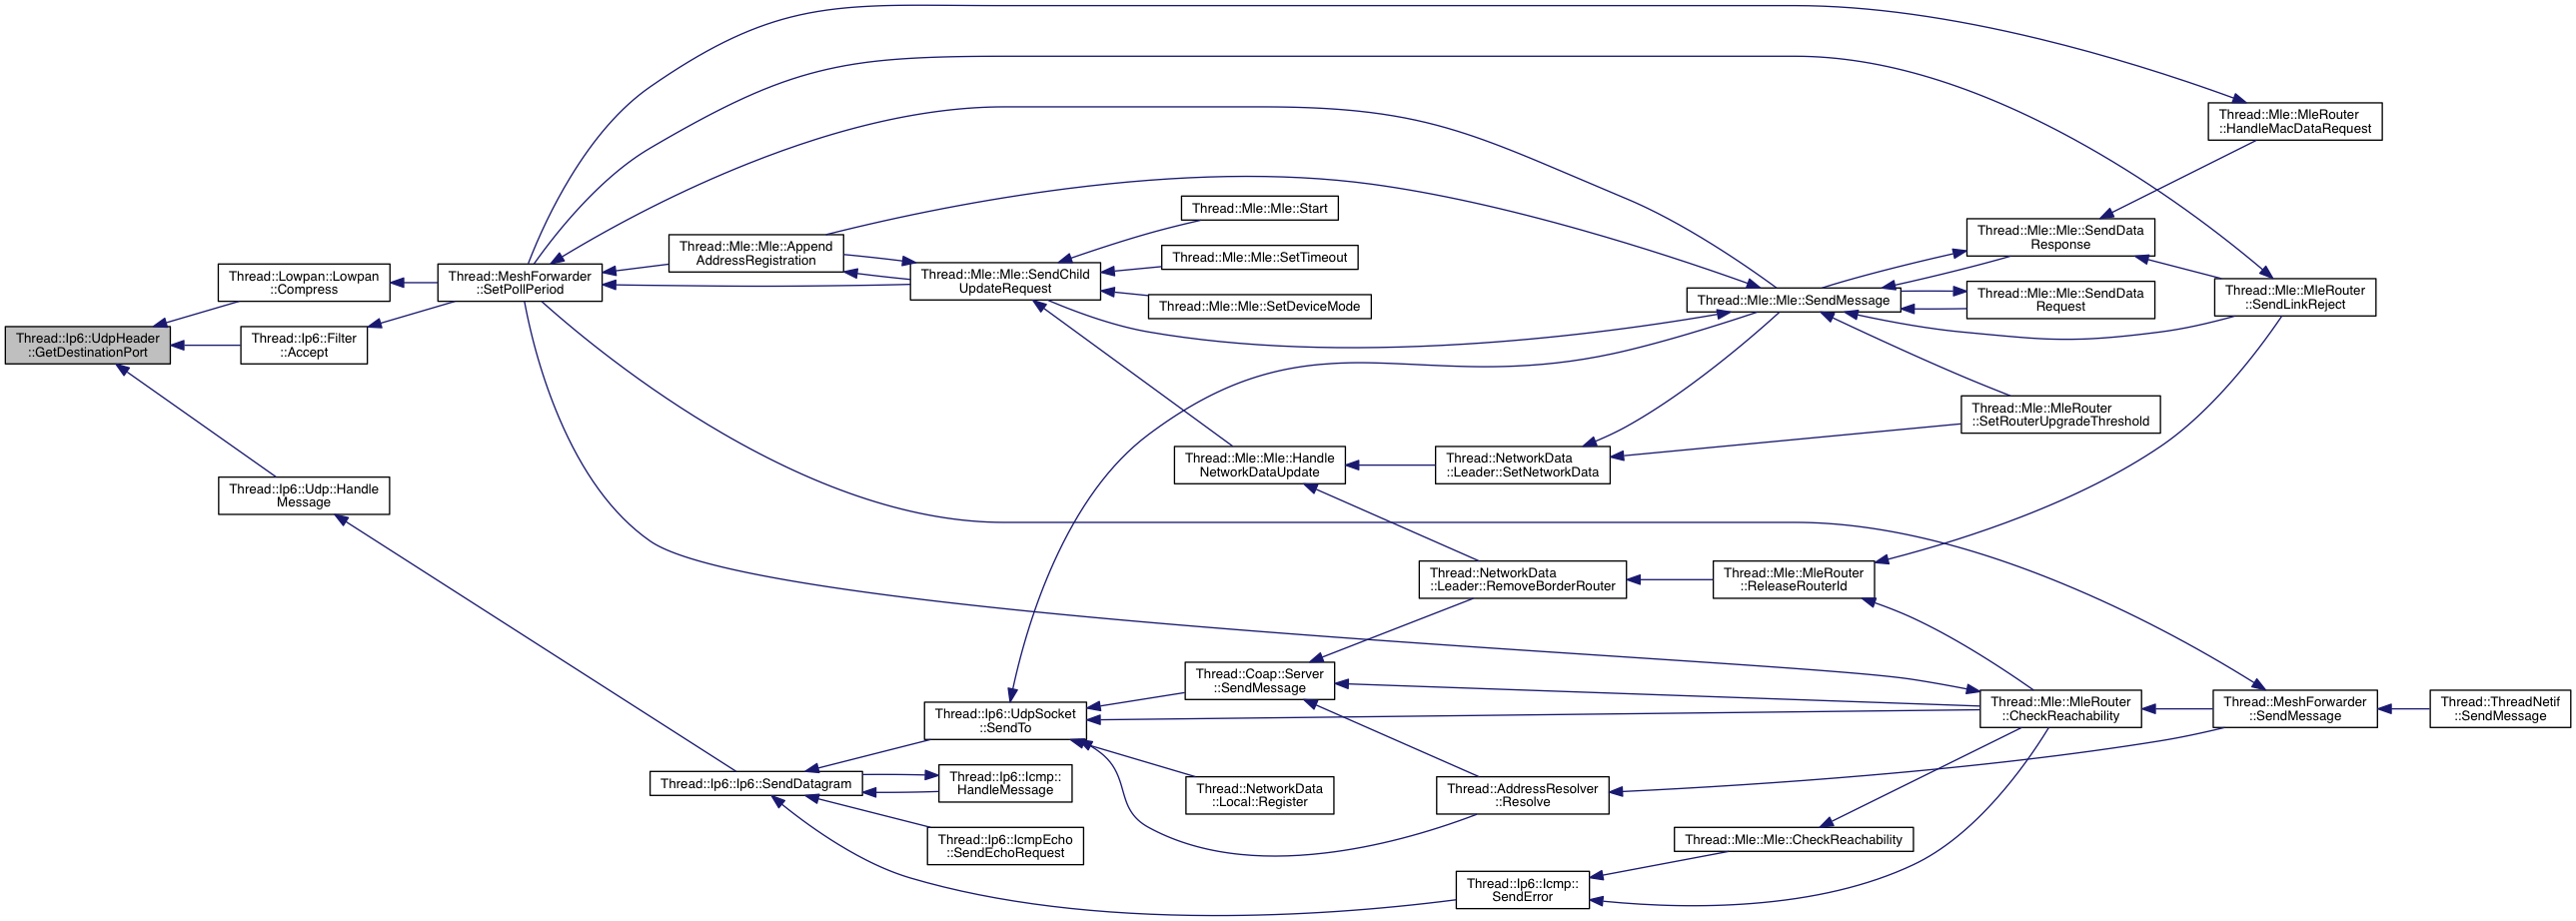 Thread::Ip6::UdpHeader
::GetDestinationPort
Thread::Lowpan::Lowpan
::Compress
Thread::Ip6::Filter
::Accept
Thread::Ip6::Udp::Handle
Message
Thread::MeshForwarder
::SetPollPeriod
Thread::Mle::Mle::Append
AddressRegistration
Thread::Mle::Mle::SendChild
UpdateRequest
Thread::Mle::Mle::Start
Thread::Mle::Mle::SetTimeout
Thread::Mle::Mle::SetDeviceMode
Thread::Mle::Mle::Handle
NetworkDataUpdate
Thread::NetworkData
::Leader::SetNetworkData
Thread::NetworkData
::Leader::RemoveBorderRouter
Thread::Mle::Mle::SendMessage
Thread::Mle::MleRouter
::HandleMacDataRequest
Thread::Mle::Mle::SendData
Response
Thread::Mle::Mle::SendData
Request
Thread::Mle::MleRouter
::SendLinkReject
Thread::Mle::MleRouter
::SetRouterUpgradeThreshold
Thread::Mle::MleRouter
::ReleaseRouterId
Thread::Coap::Server
::SendMessage
Thread::Ip6::UdpSocket
::SendTo
Thread::Ip6::Ip6::SendDatagram
Thread::Ip6::Icmp::
HandleMessage
Thread::Ip6::IcmpEcho
::SendEchoRequest
Thread::NetworkData
::Local::Register
Thread::AddressResolver
::Resolve
Thread::Mle::Mle::CheckReachability
Thread::Ip6::Icmp::
SendError
Thread::Mle::MleRouter
::CheckReachability
Thread::MeshForwarder
::SendMessage
Thread::ThreadNetif
::SendMessage